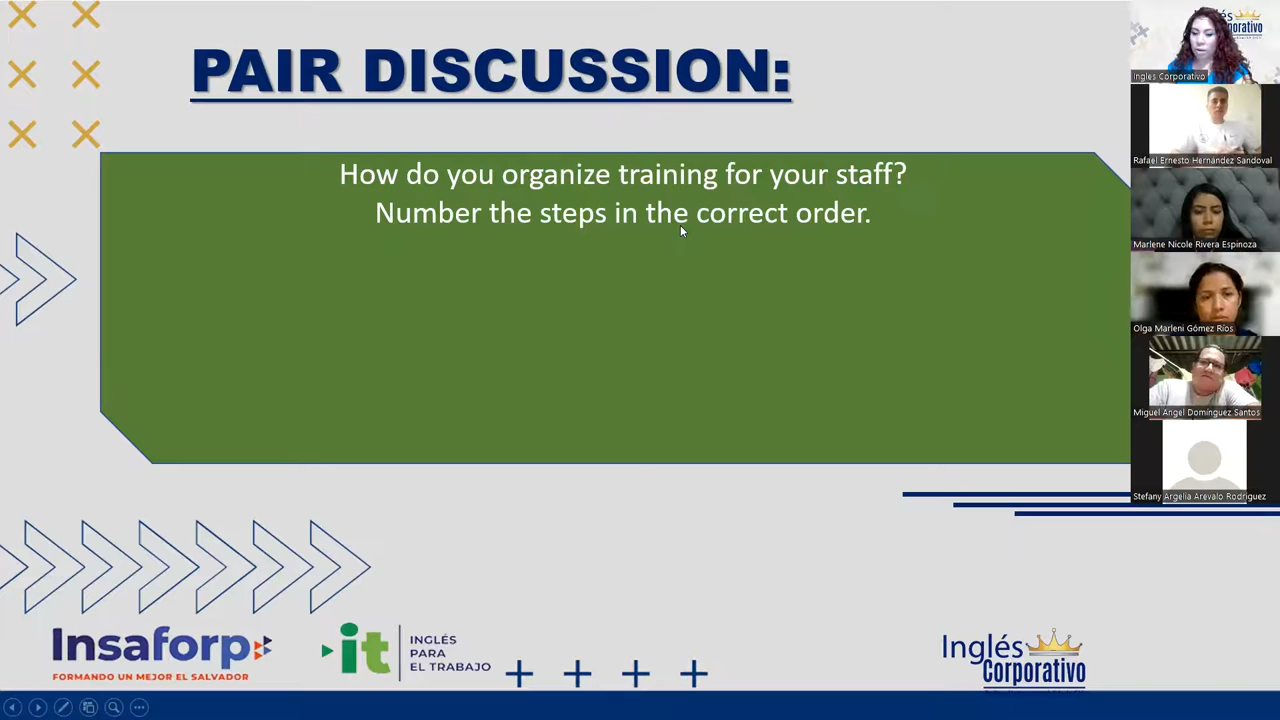 PAIR DISCUSSION:
How do you organize training for your staff?
Number the steps in the correct order.
Inglés Corporativo
Rafael Ernesto Hernández Sandoval
Marlene Nicole Rivera Espinoza
Olga Marleni Gómez Ríos
Miguel Angel Domínguez Santos
Stefany Argelia Arevalo Rodriguez
Insaforp
FORMANDO UN MEJOR EL SALVADOR
it
INGLÉS
PARA
EL TRABAJO
Inglés
Corporativo